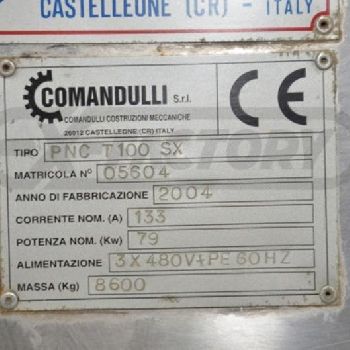 CASTELLEONE (CR) - ITALY
COMANDULLI S.r.l.
COMANDULLI COSTRUZIONI MECCANICHE
26012 CASTELLEONE (CR) ITALY
CE
TIPO PNC T100 SX
MATRICOLA N° 05604
ANNO DI FABBRICAZIONE 2004
CORRENTE NOM. (A) 133
POTENZA NOM. (Kw) 79
ALIMENTAZIONE 3X480V+PE 60HZ
MASSA (Kg) 8600